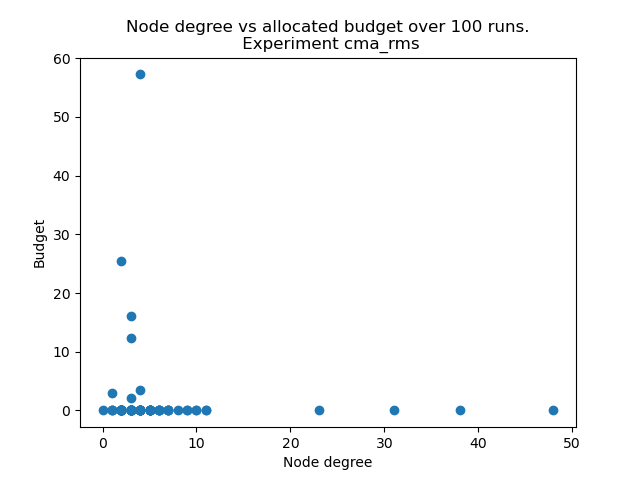 Node degree vs allocated budget over 100 runs.
Experiment cma_rms
60
50
40
30
20
10
0
Budget
0 10 20 30 40 50
Node degree